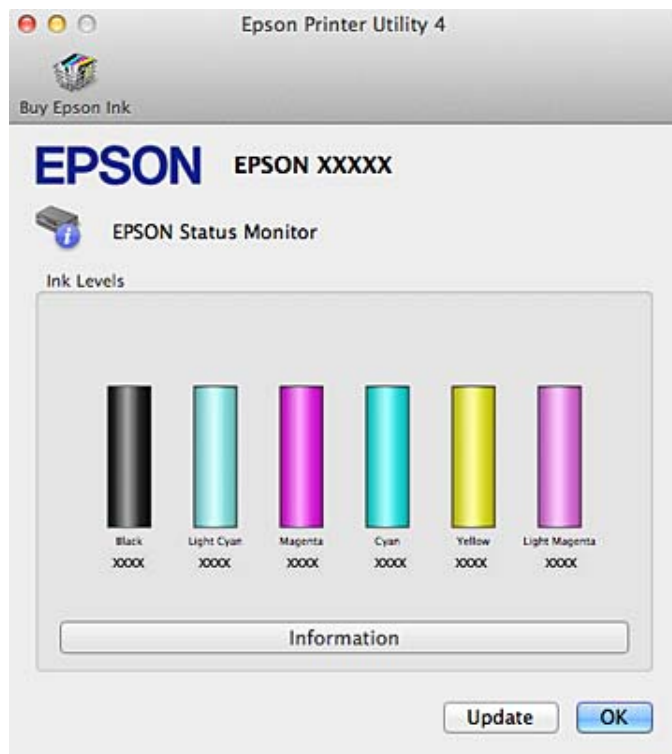 Epson Printer Utility 4
Buy Epson Ink
EPSON EPSON XXXXX
EPSON Status Monitor
Ink Levels
Black Light Cyan Magenta Cyan Yellow Light Magenta
XXXX XXXX XXXX XXXX XXXX XXXX
Information
Update OK